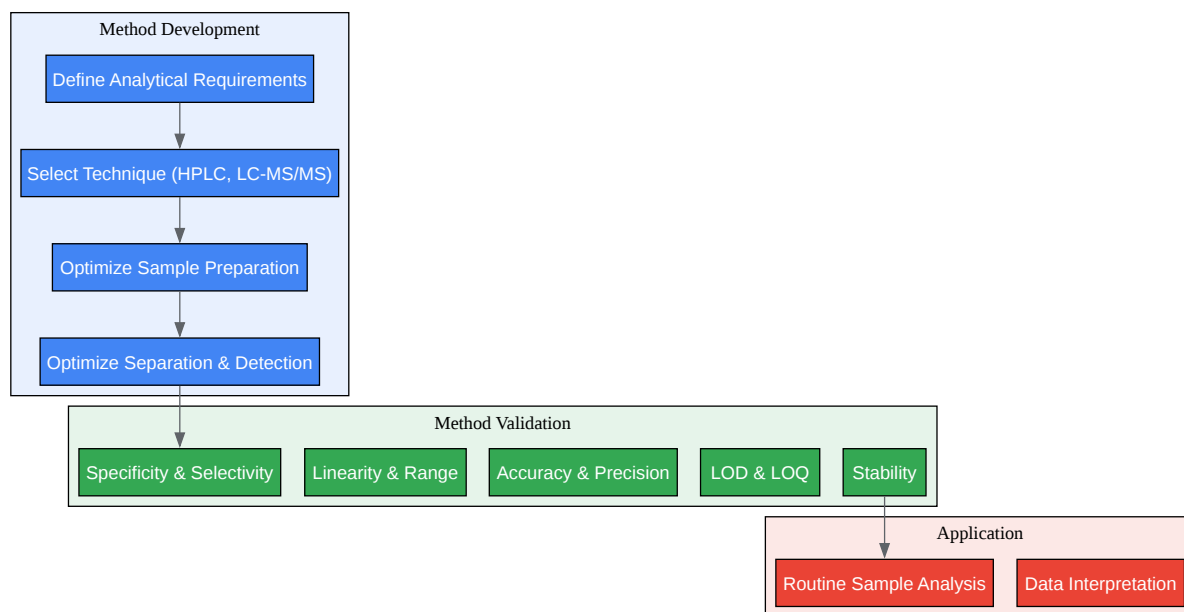 Method Development
Define Analytical Requirements
Select Technique (HPLC, LC-MS/MS)
Optimize Sample Preparation
Optimize Separation & Detection
Method Validation
Specificity & Selectivity
Linearity & Range
Accuracy & Precision
LOD & LOQ
Stability
Application
Routine Sample Analysis
Data Interpretation